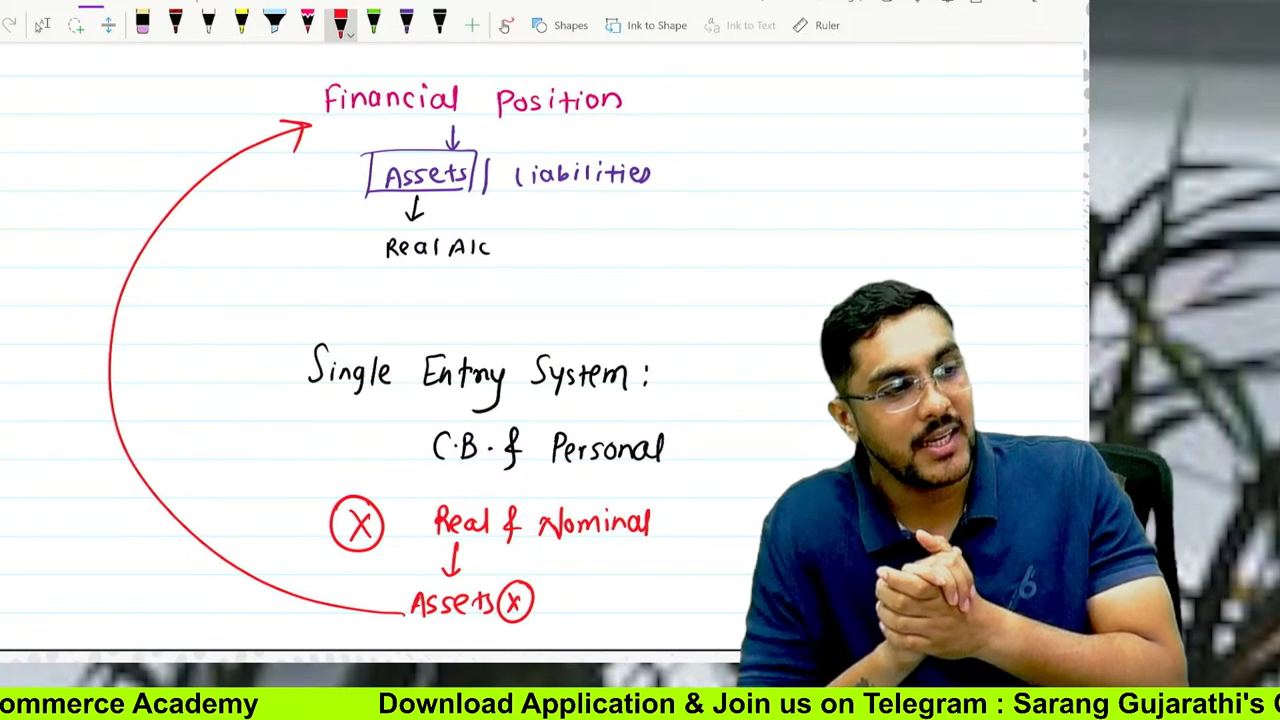 Shapes Ink to Shape Ink to Text Ruler
Financial Position
Assets / Liabilities
Real A/c
Single Entry System :
C.B. & Personal
X Real & Nominal
Assets x
ommerce Academy Download Application & Join us on Telegram : Sarang Gujarathi's C